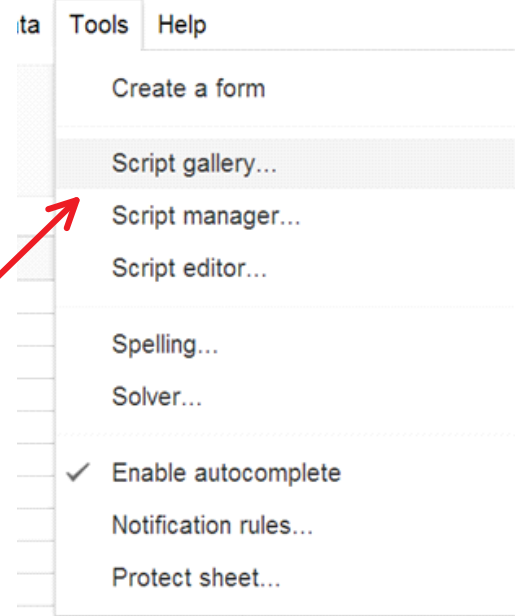 ta Tools Help
Create a form
Script gallery...
Script manager...
Script editor...
Spelling...
Solver...
Enable autocomplete
Notification rules...
Protect sheet...